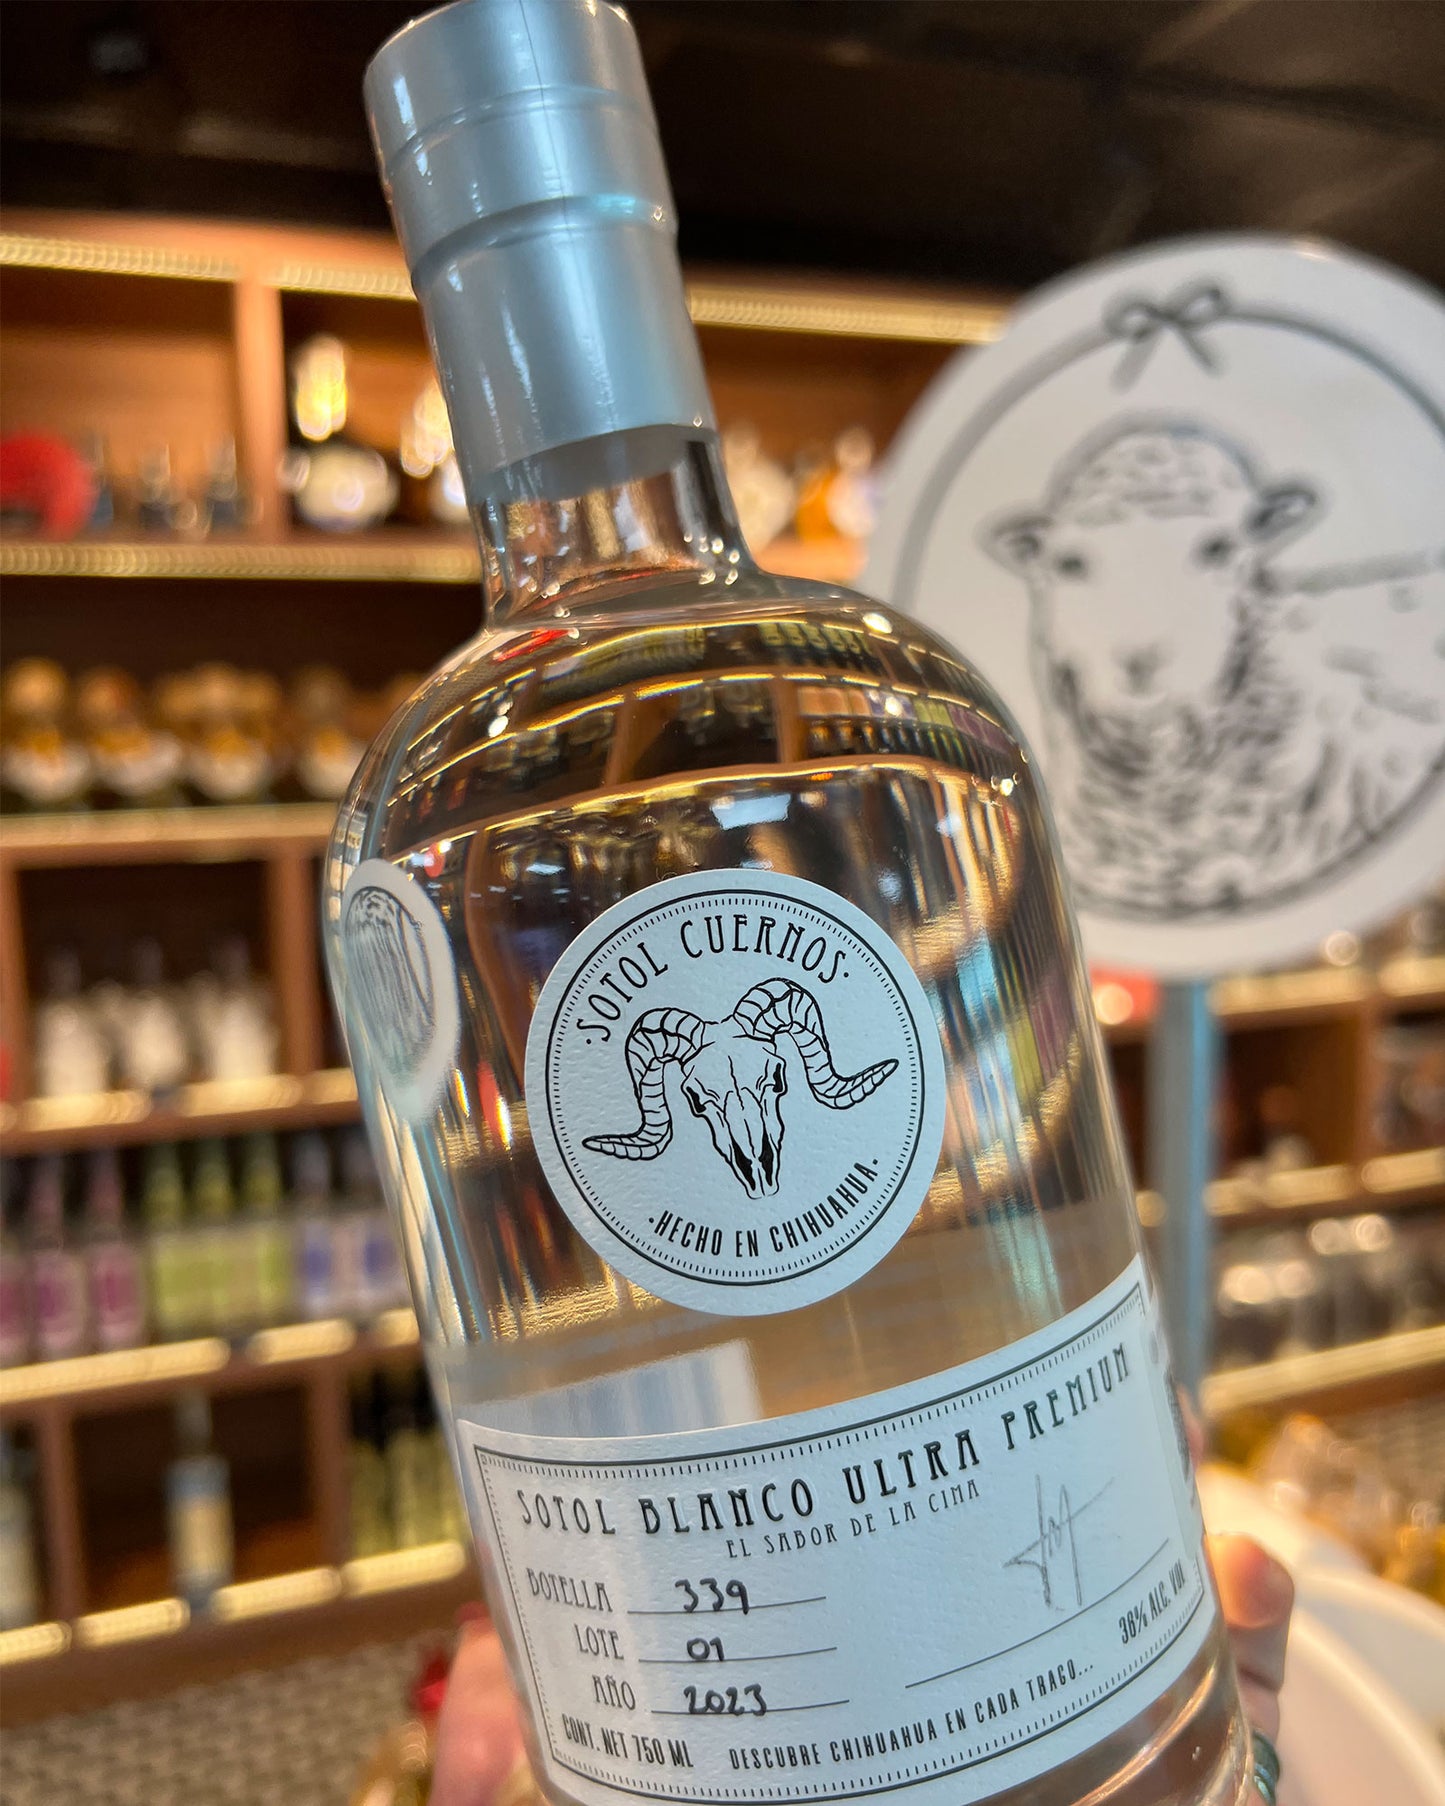 ·SOTOL CUERNOS·
·HECHO EN CHIHUAHUA·
SOTOL BLANCO ULTRA PREMIUM
EL SABOR DE LA CIMA
BOTELLA 339
LOTE 01
AÑO 2023
38% ALC. VOL
CONT. NET 750 ML
DESCUBRE CHIHUAHUA EN CADA TRAGO...